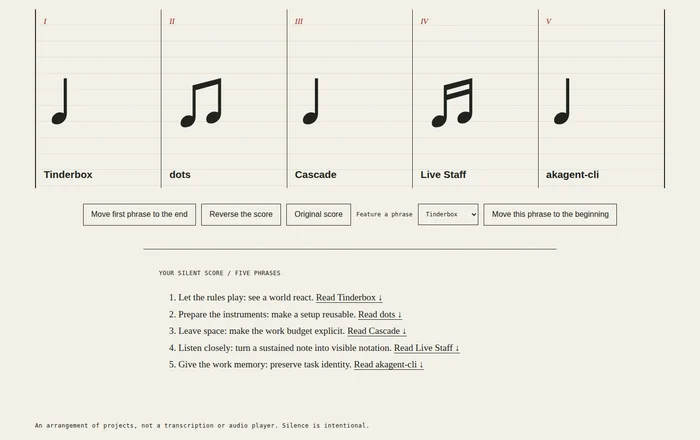 I II III IV V
Tinderbox dots Cascade Live Staff akagent-cli
Move first phrase to the end Reverse the score Original score Feature a phrase Tinderbox Move this phrase to the beginning
YOUR SILENT SCORE / FIVE PHRASES
1. Let the rules play: see a world react. Read Tinderbox ↓
2. Prepare the instruments: make a setup reusable. Read dots ↓
3. Leave space: make the work budget explicit. Read Cascade ↓
4. Listen closely: turn a sustained note into visible notation. Read Live Staff ↓
5. Give the work memory: preserve task identity. Read akagent-cli ↓
An arrangement of projects, not a transcription or audio player. Silence is intentional.